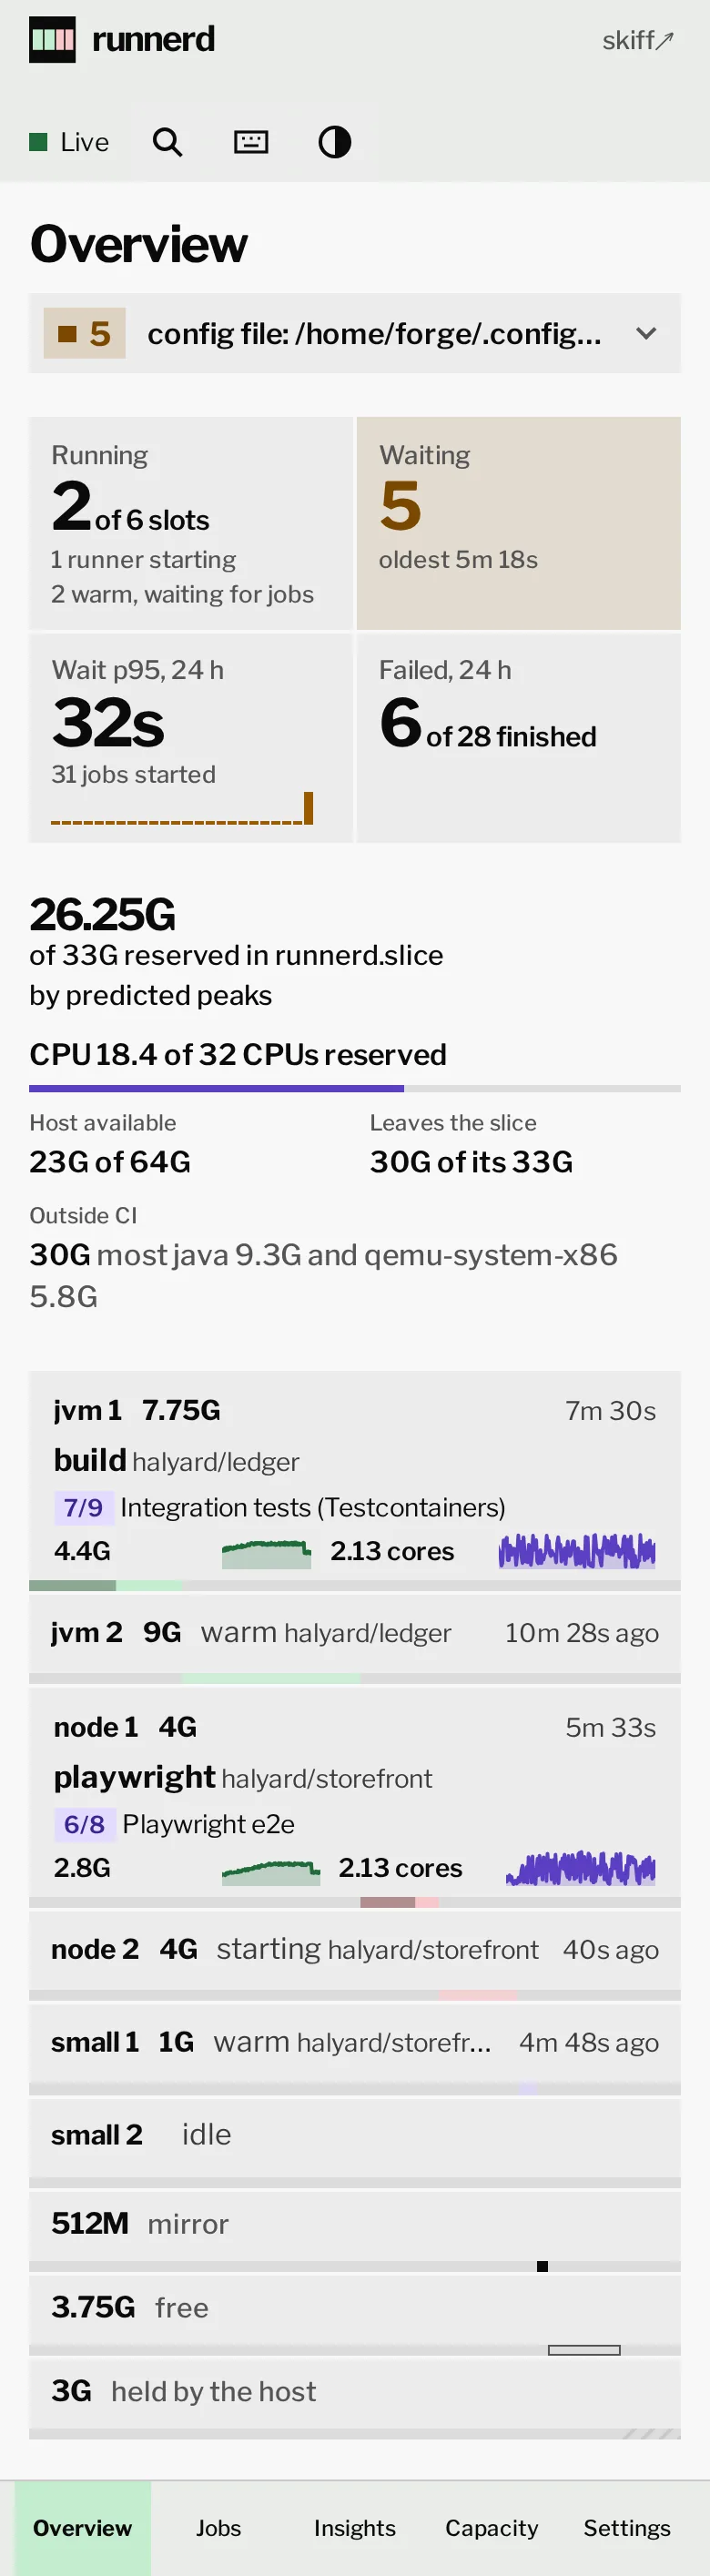 runnerd
skiff↗
Live
Overview
5 config file: /home/forge/.config...
Running
2 of 6 slots
1 runner starting
2 warm, waiting for jobs
Waiting
5
oldest 5m 18s
Wait p95, 24 h
32s
31 jobs started
Failed, 24 h
6 of 28 finished
26.25G
of 33G reserved in runnerd.slice
by predicted peaks
CPU 18.4 of 32 CPUs reserved
Host available
23G of 64G
Leaves the slice
30G of its 33G
Outside CI
30G most java 9.3G and qemu-system-x86
5.8G
jvm 1 7.75G 7m 30s
build halyard/ledger
7/9 Integration tests (Testcontainers)
4.4G 2.13 cores
jvm 2 9G warm halyard/ledger 10m 28s ago
node 1 4G 5m 33s
playwright halyard/storefront
6/8 Playwright e2e
2.8G 2.13 cores
node 2 4G starting halyard/storefront 40s ago
small 1 1G warm halyard/storefr... 4m 48s ago
small 2 idle
512M mirror
3.75G free
3G held by the host
Overview Jobs Insights Capacity Settings